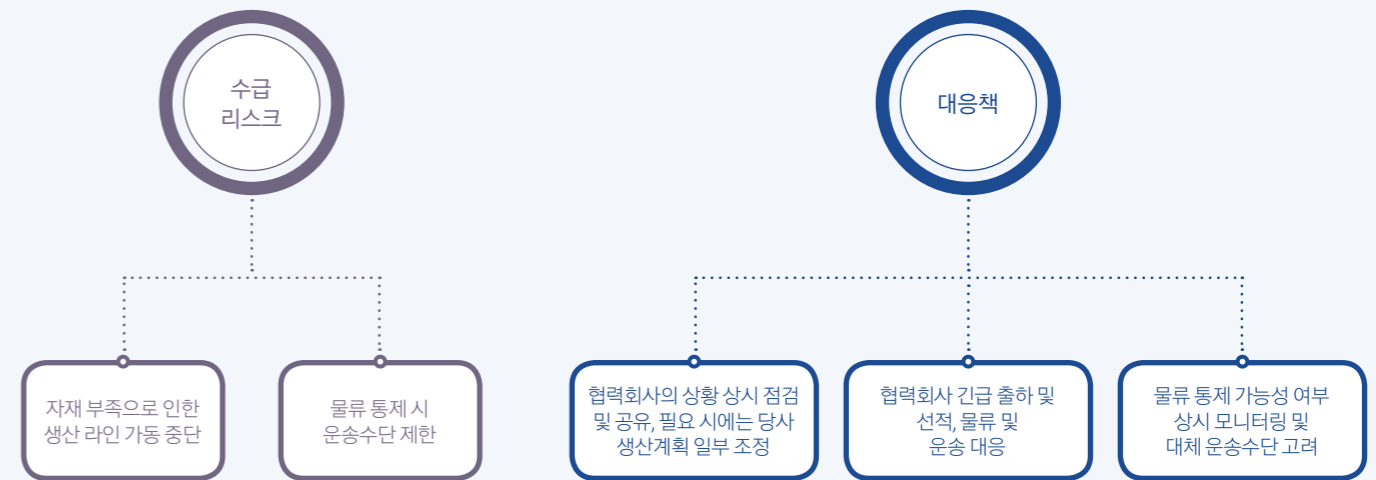 수급
리스크
대응책
자재 부족으로 인한
생산 라인 가동 중단
물류 통제 시
운송수단 제한
협력회사의 상황 상시 점검
및 공유, 필요 시에는 당사
생산계획 일부 조정
협력회사 긴급 출하 및
선적, 물류 및
운송 대응
물류 통제 가능성 여부
상시 모니터링 및
대체 운송수단 고려